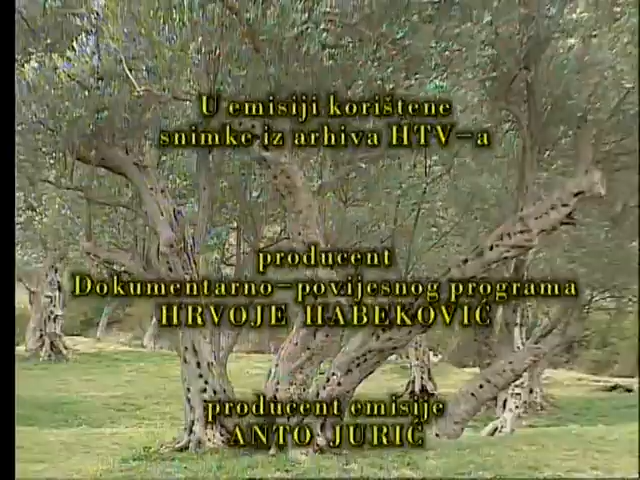 U emisiji korištene
snimke iz arhiva HTV-a
producent
Dokumentarno-povijesnog programa
HRVOJE HABEKOVIĆ
producent emisije
ANTO JURIĆ